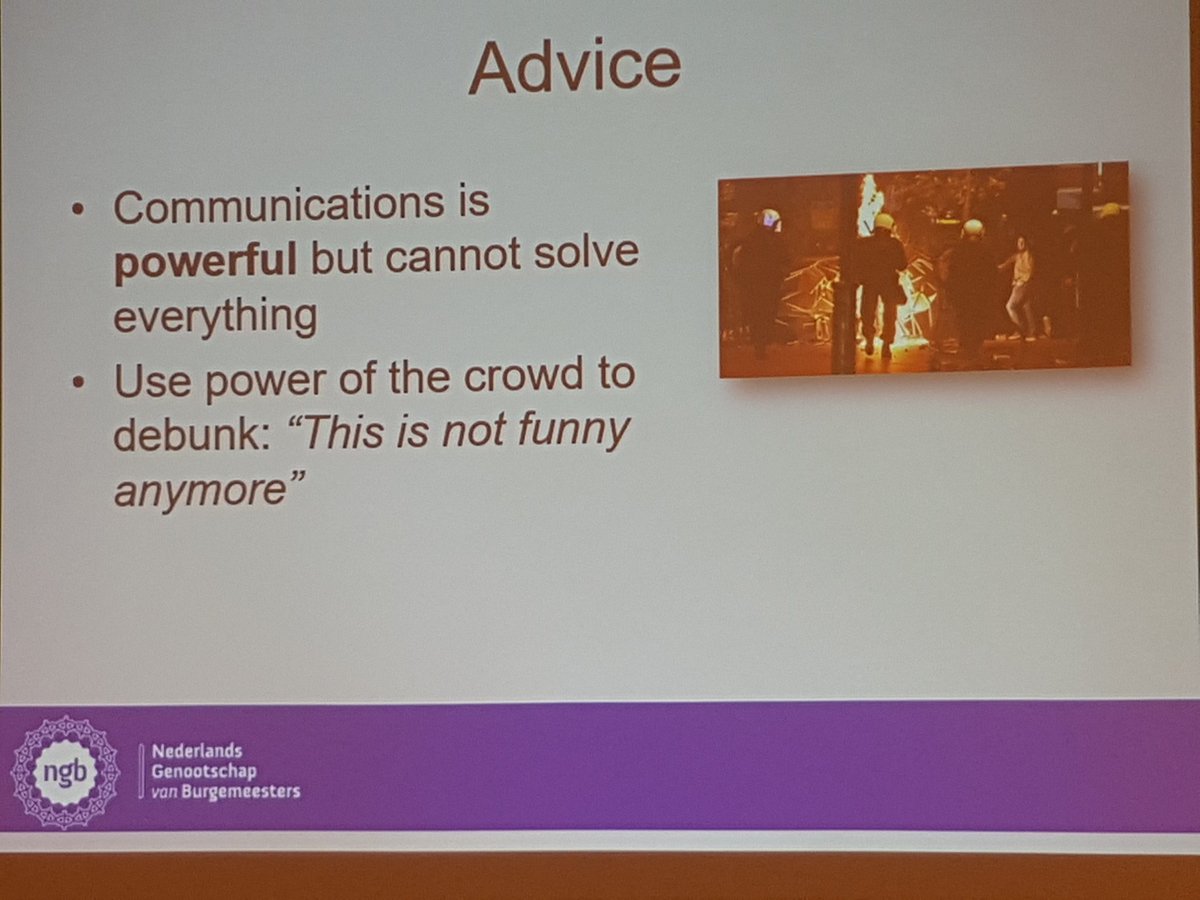 Advice
• Communications is
powerful but cannot solve
everything
• Use power of the crowd to
debunk: “This is not funny
anymore”
ngb
Nederlands
Genootschap
van Burgemeesters